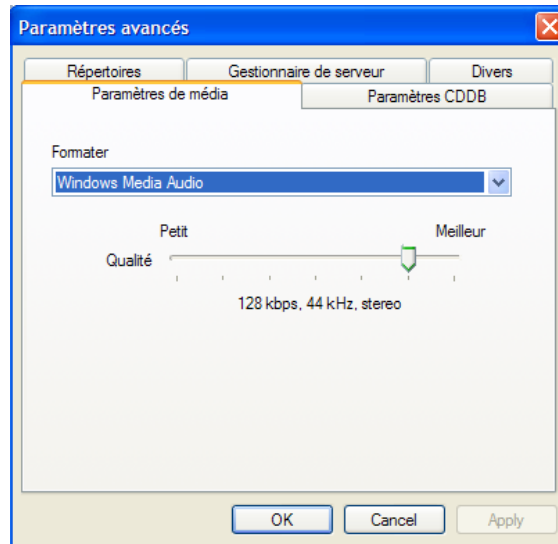 Paramètres avancés
Répertoires Gestionnaire de serveur Divers
Paramètres de média Paramètres CDDB
Formater
Windows Media Audio
Petit Meilleur
Qualité
128 kbps, 44 kHz, stereo
OK Cancel Apply